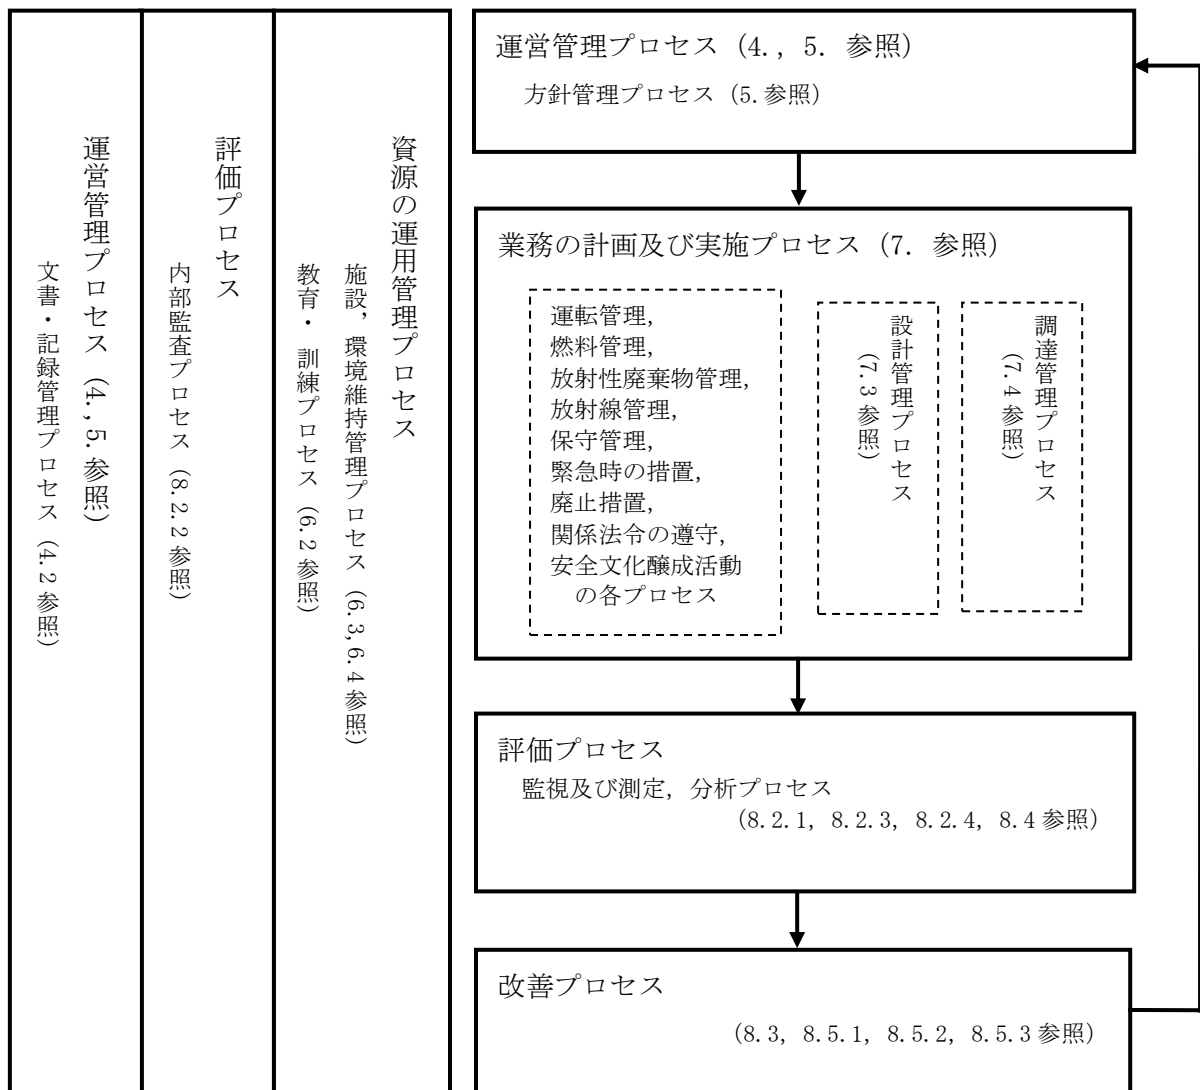 運営管理プロセス（4.，5. 参照）
方針管理プロセス（5.参照）
業務の計画及び実施プロセス（7. 参照）
運転管理，
燃料管理，
放射性廃棄物管理，
放射線管理，
保守管理，
緊急時の措置，
廃止措置，
関係法令の遵守，
安全文化醸成活動
の各プロセス
設計管理プロセス
（7.3参照）
調達管理プロセス
（7.4参照）
評価プロセス
監視及び測定，分析プロセス
（8.2.1，8.2.3，8.2.4，8.4参照）
改善プロセス
（8.3，8.5.1，8.5.2，8.5.3参照）
資源の運用管理プロセス
施設，環境維持管理プロセス（6.3,6.4参照）
教育・訓練プロセス（6.2参照）
評価プロセス
内部監査プロセス（8.2.2参照）
運営管理プロセス（4.,5.参照）
文書・記録管理プロセス（4.2参照）